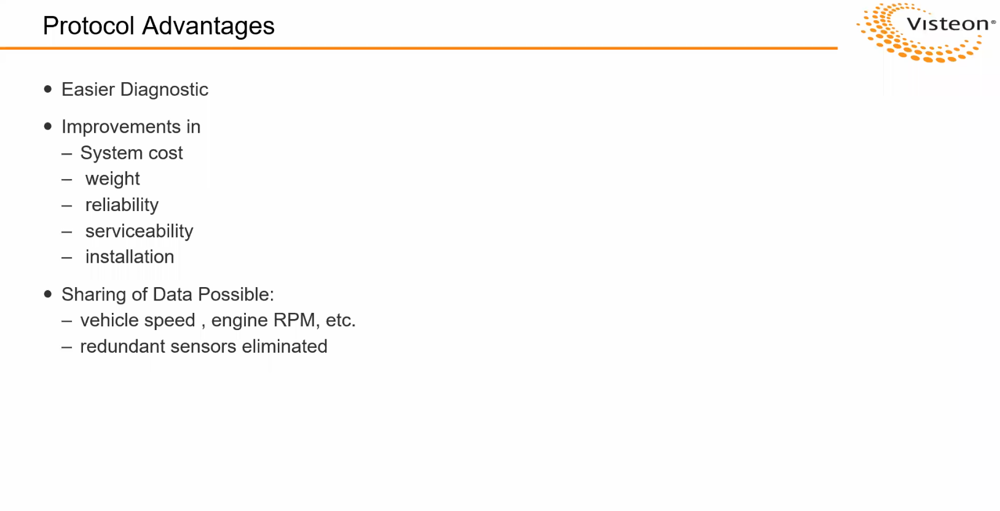 Protocol Advantages
Visteon®
• Easier Diagnostic
• Improvements in
– System cost
– weight
– reliability
– serviceability
– installation
• Sharing of Data Possible:
– vehicle speed , engine RPM, etc.
– redundant sensors eliminated